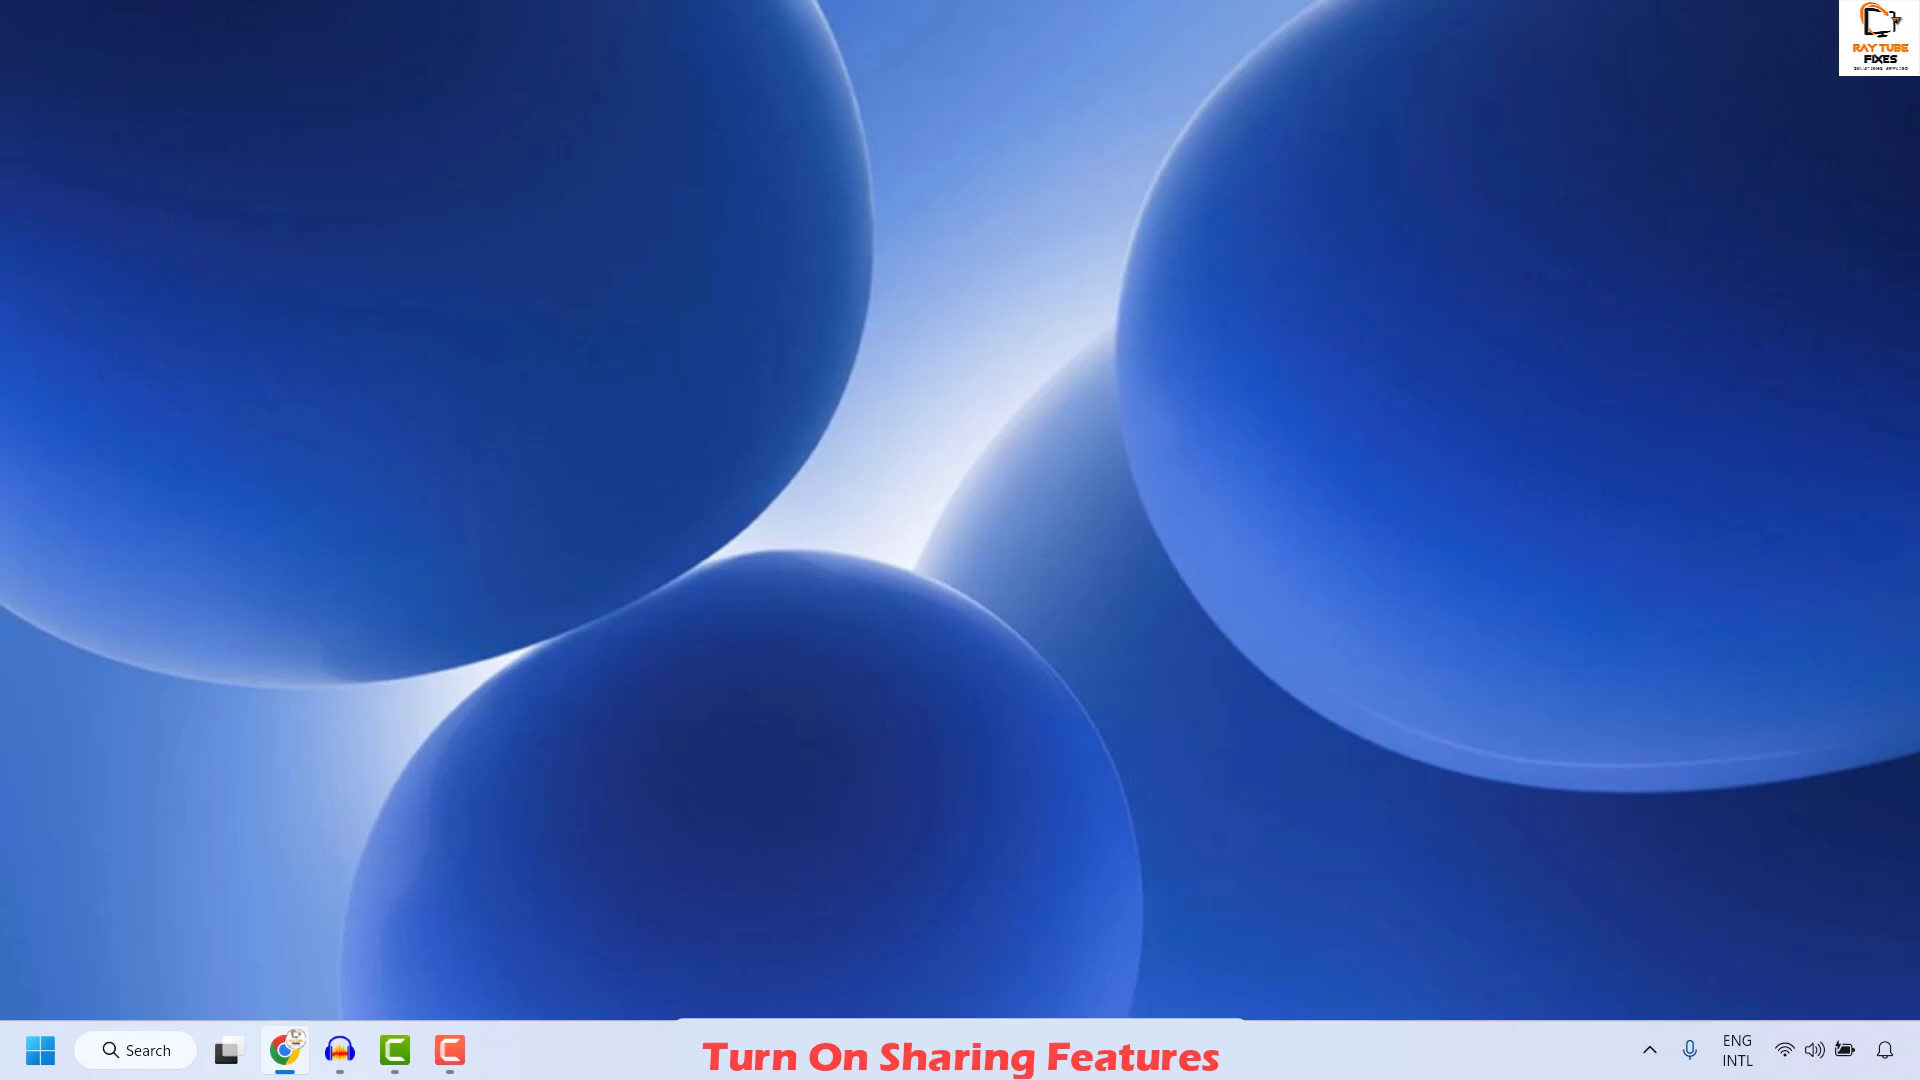 RAY TUBE
FIXES
Search
Turn On Sharing Features
ENG
INTL